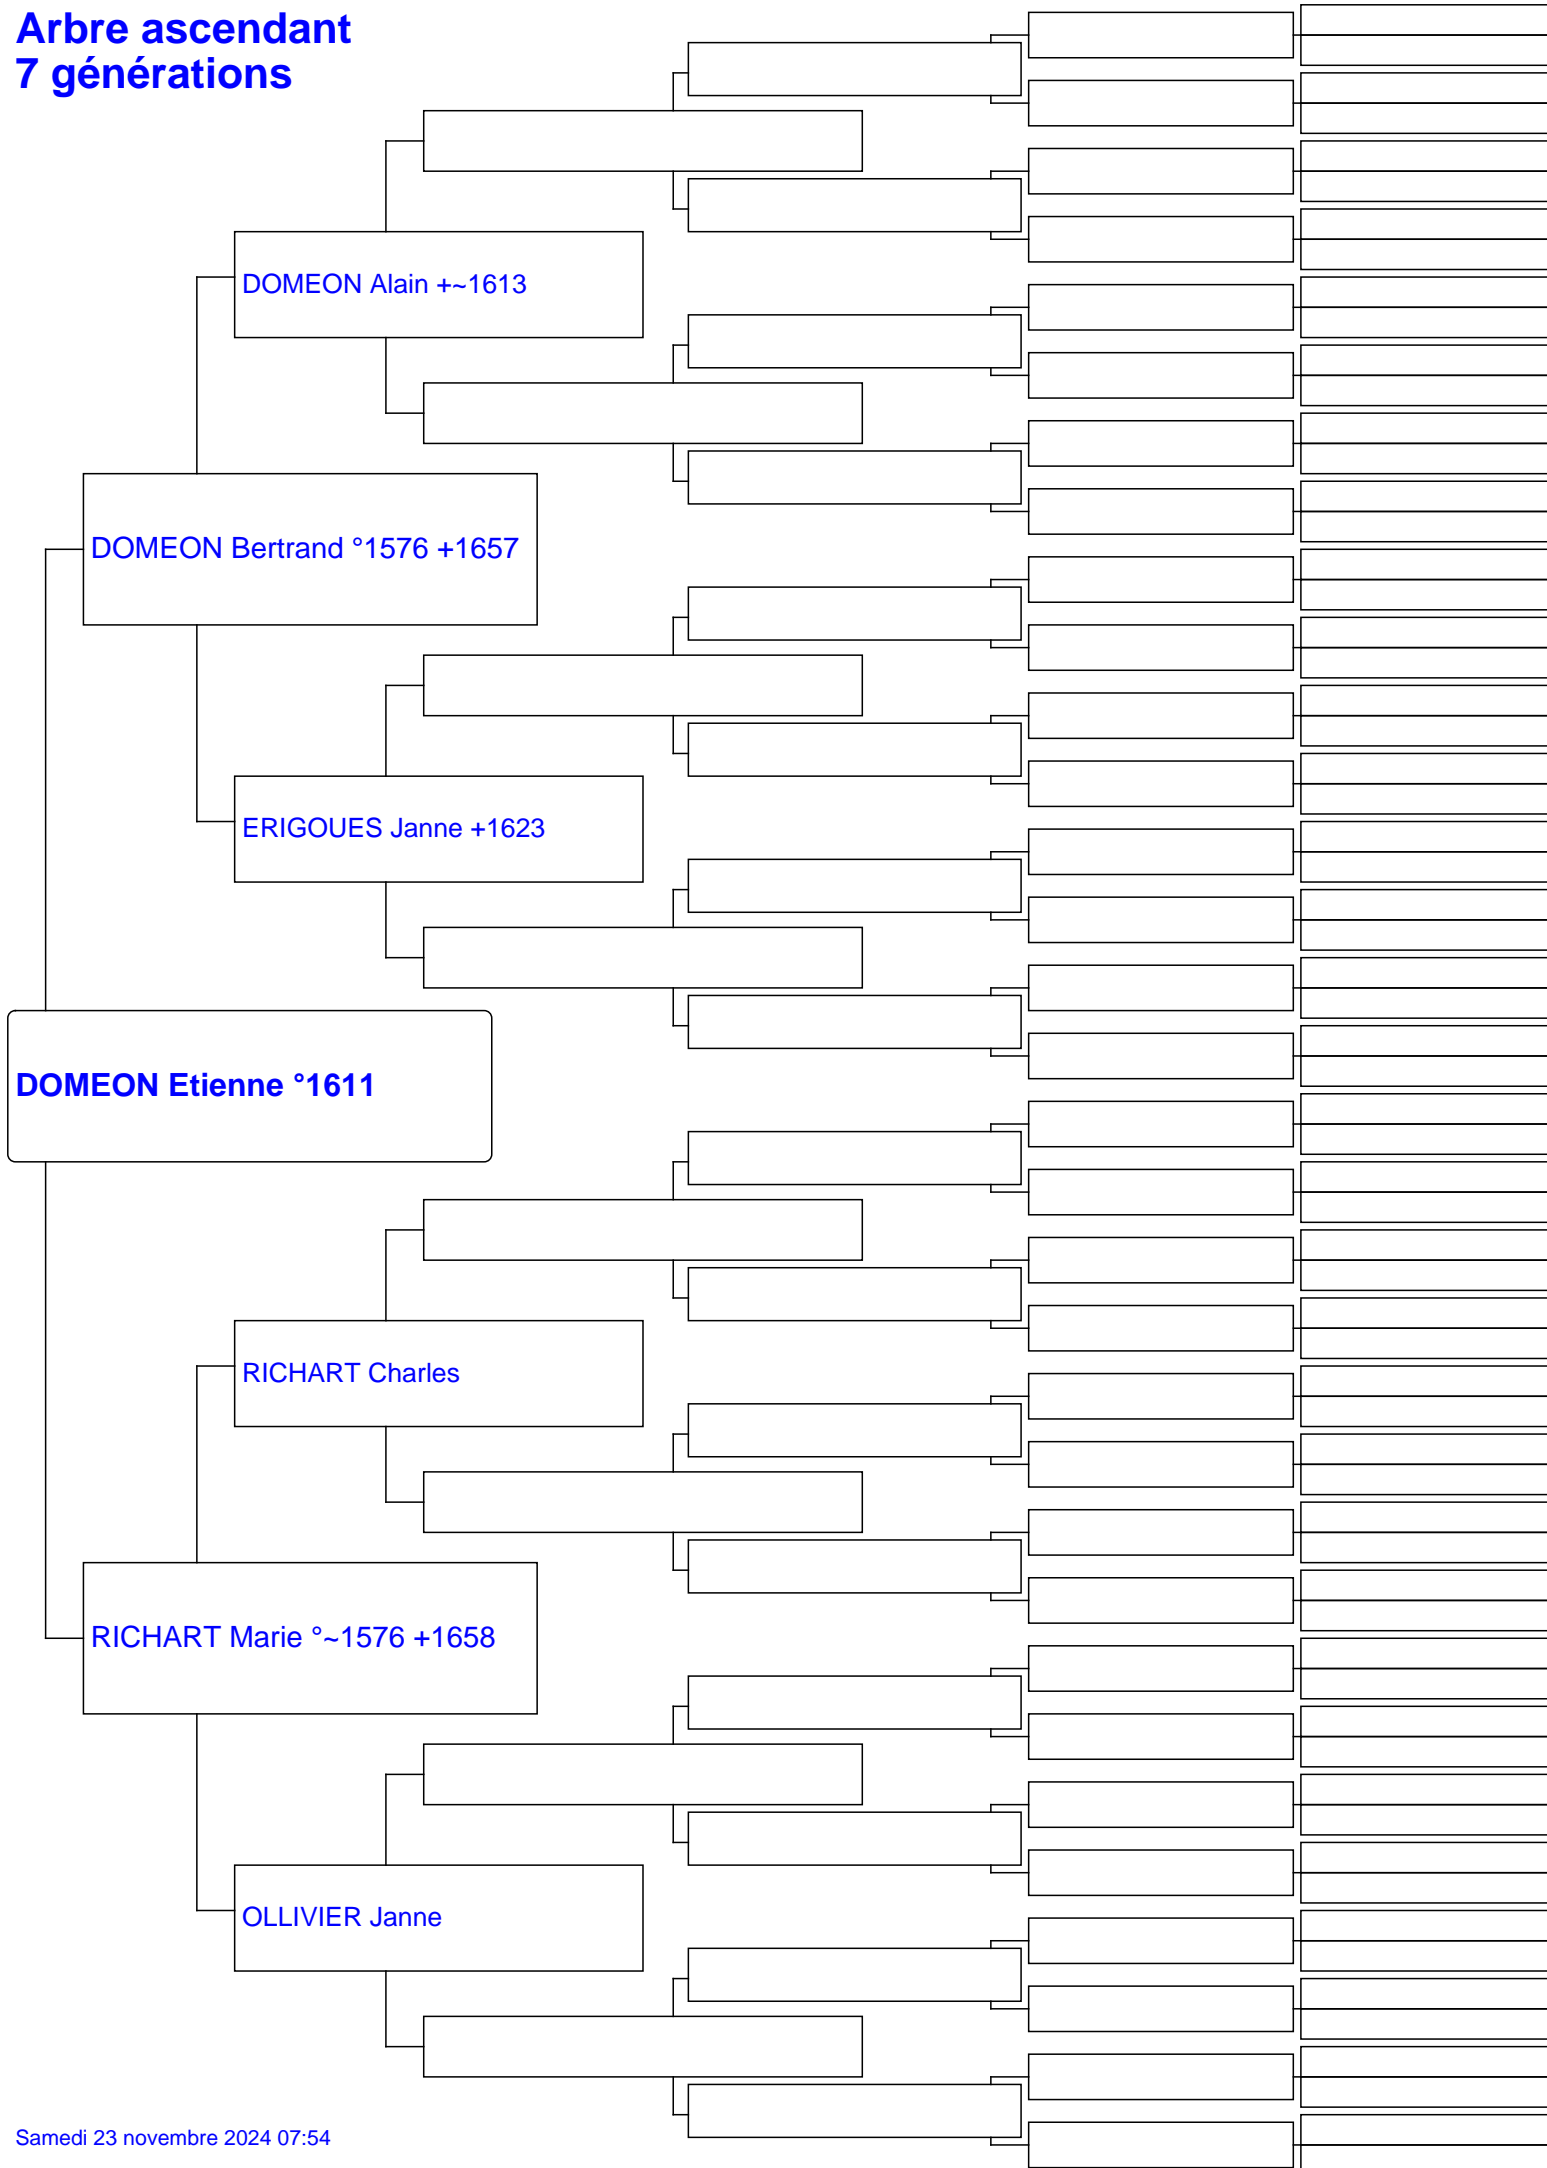 Arbre ascendant
7 générations
DOMEON Alain +~1613
DOMEON Bertrand °1576 +1657
ERIGOUES Janne +1623
DOMEON Etienne °1611
RICHART Charles
RICHART Marie °~1576 +1658
OLLIVIER Janne
Samedi 23 novembre 2024 07:54